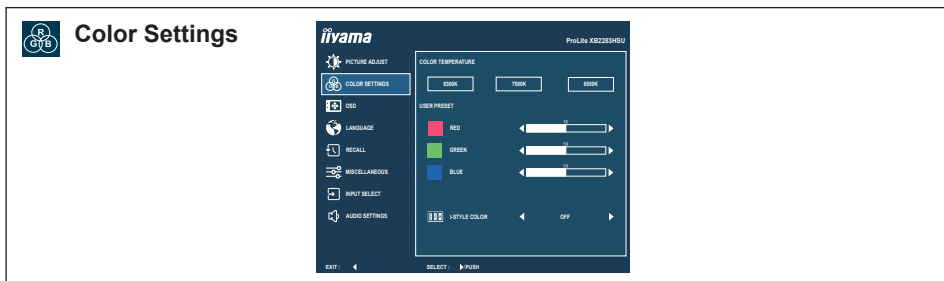 R
G B
Color Settings
iiyama
ProLite XB2283HSU
PICTURE ADJUST
COLOR SETTINGS
OSD
LANGUAGE
RECALL
MISCELLANEOUS
INPUT SELECT
AUDIO SETTINGS
COLOR TEMPERATURE
9300K 7500K 6500K
USER PRESET
RED 50
GREEN 50
BLUE 50
I-STYLE COLOR OFF
EXIT : SELECT : /PUSH